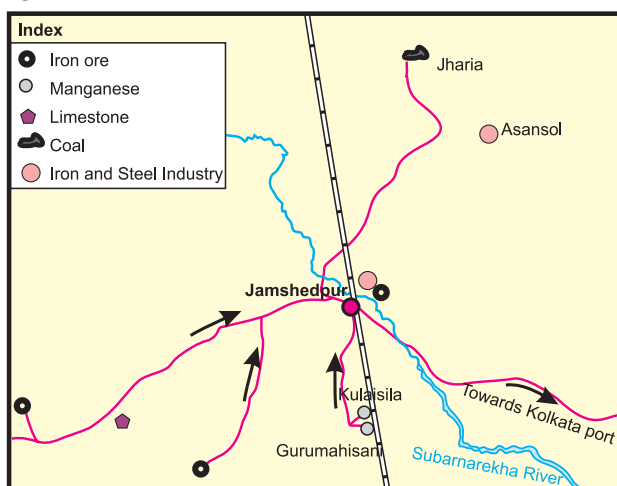 Index
Iron ore
Manganese
Limestone
Coal
Iron and Steel Industry
Jharia
Asansol
Jamshedpur
Kulaisila
Gurumahisani
Towards Kolkata port
Subarnarekha River